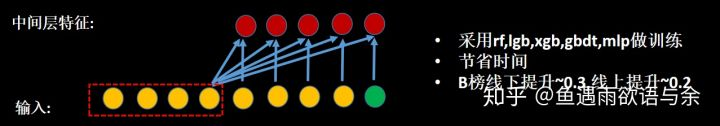 中间层特征:
输入:
• 采用rf,lgb,xgb,gbdt,mlp做训练
• 节省时间
• B榜线下提升~0.3,线上提升~0.2
知乎 @鱼遇雨欲语与余